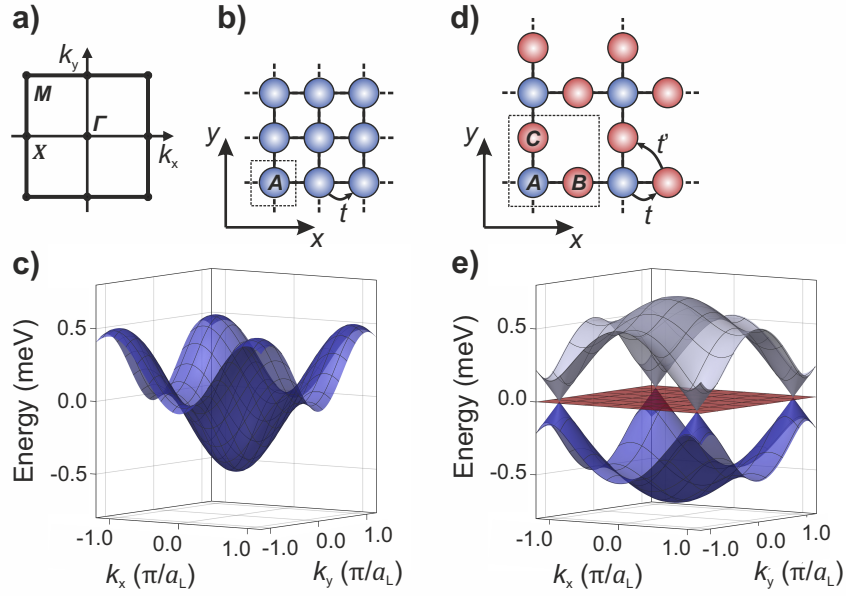 a)
k_y
M
Γ
X
k_x
b)
y
A
t
x
d)
y
C
t'
A
B
t
x
c)
Energy (meV)
0.5
0.0
-0.5
-1.0
0.0
1.0
-1.0
0.0
1.0
k_x (π/a_L)
k_y (π/a_L)
e)
Energy (meV)
0.5
0.0
-0.5
-1.0
0.0
1.0
-1.0
0.0
1.0
k_x (π/a_L)
k_y (π/a_L)